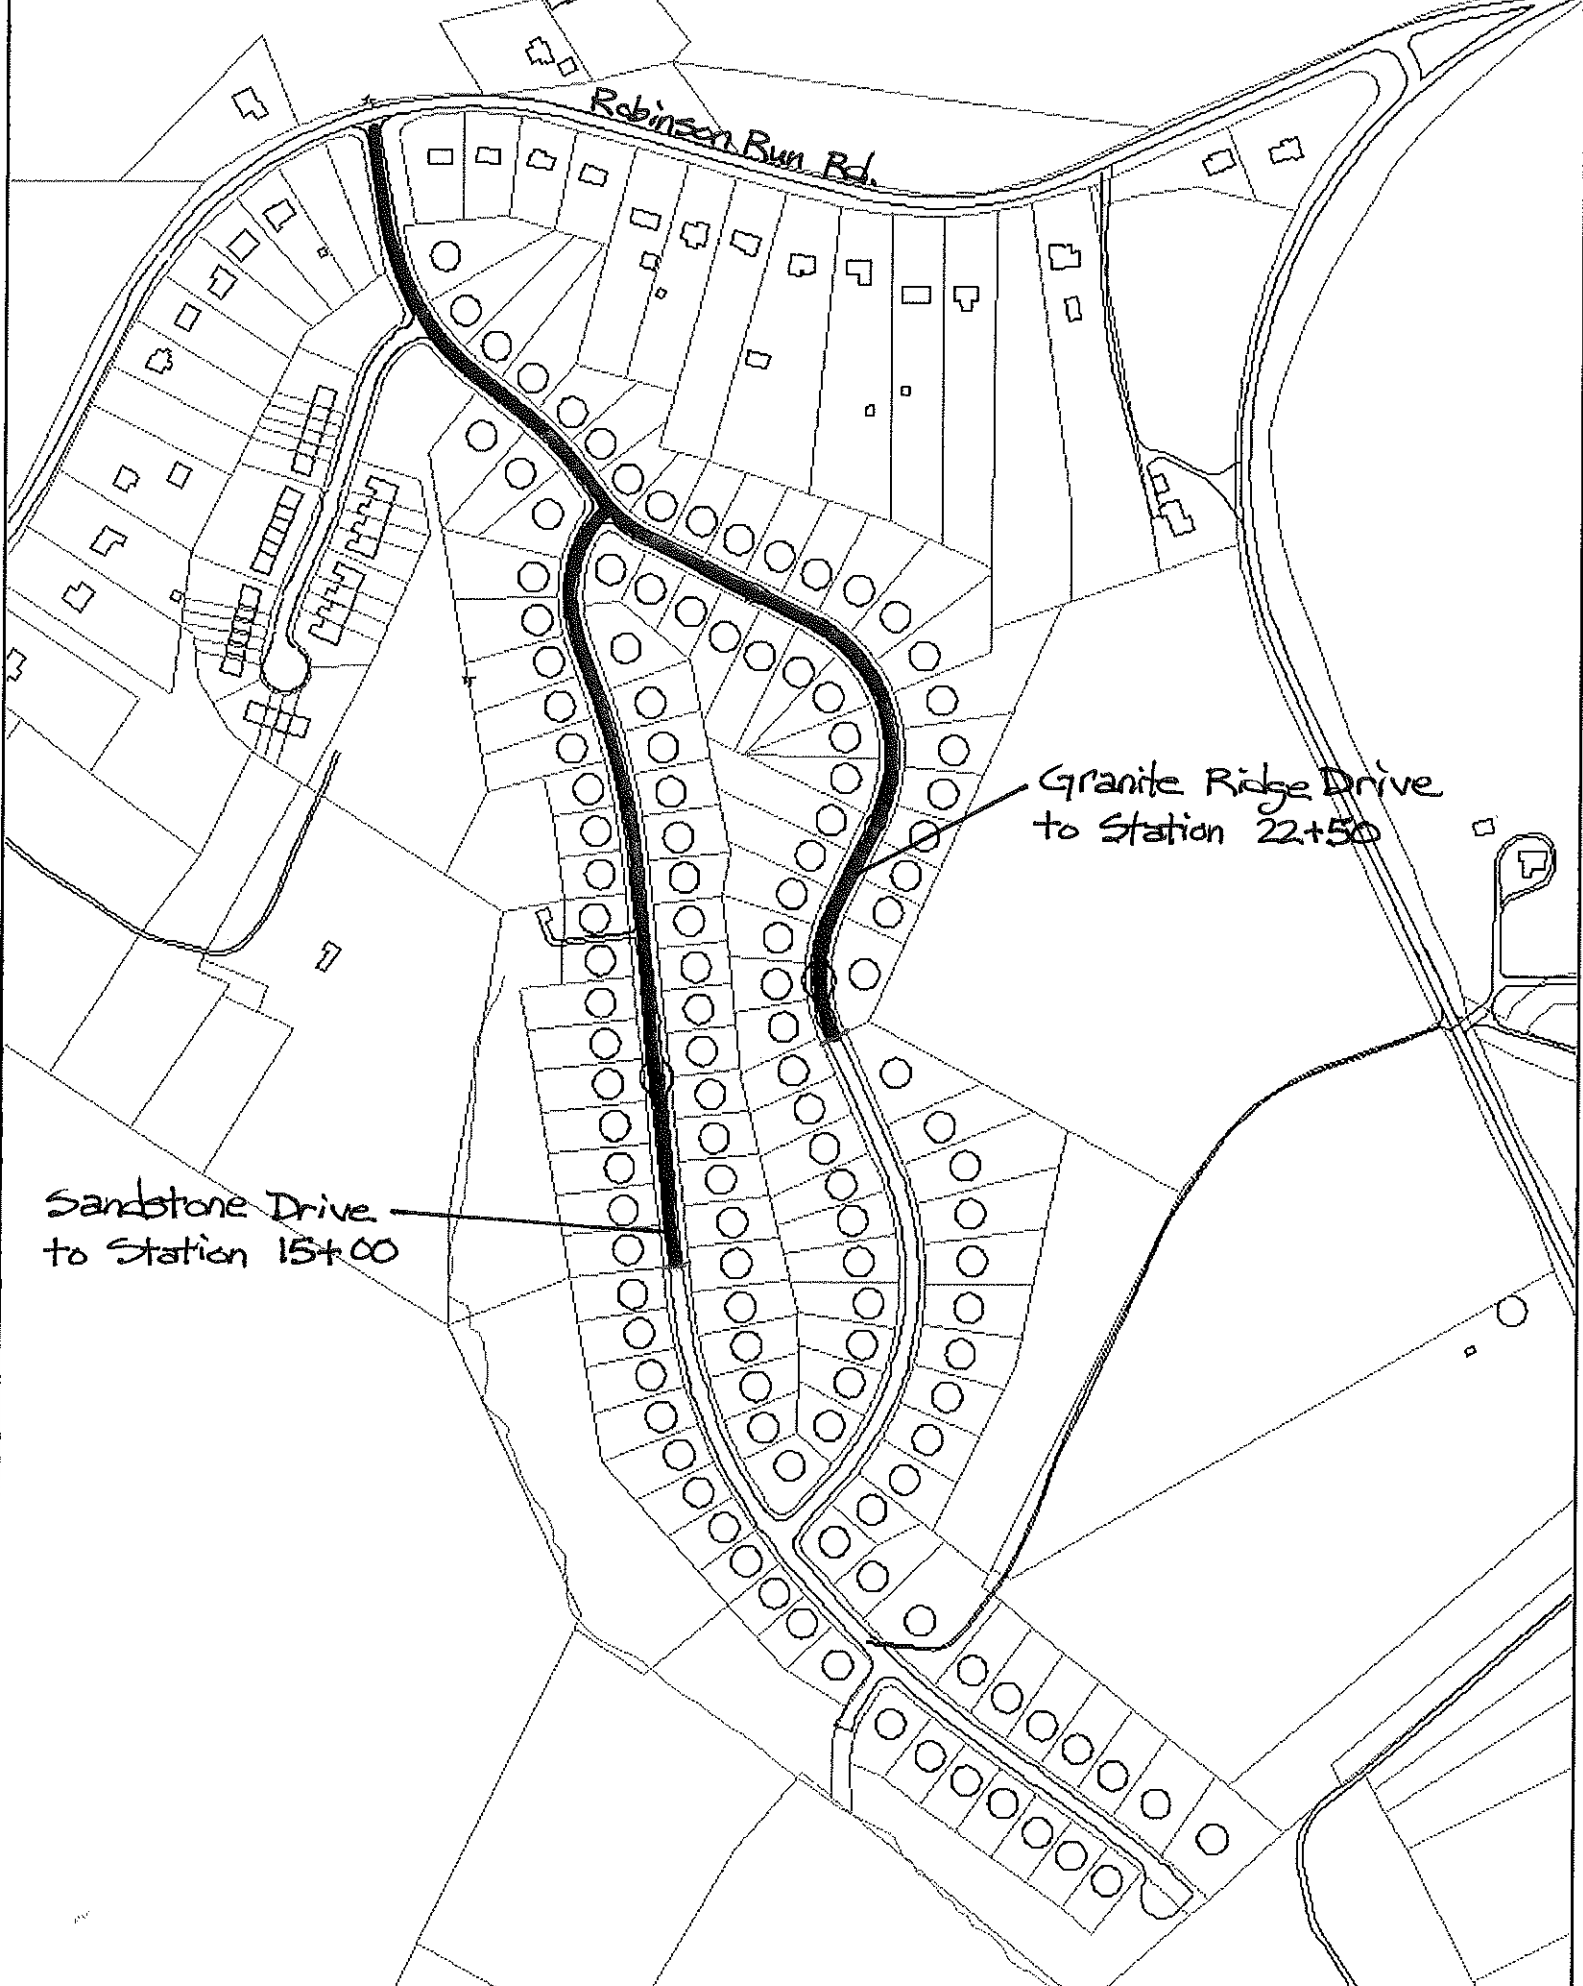 Robinson Run Rd.
Granite Ridge Drive
to Station 22+50
Sandstone Drive
to Station 15+00